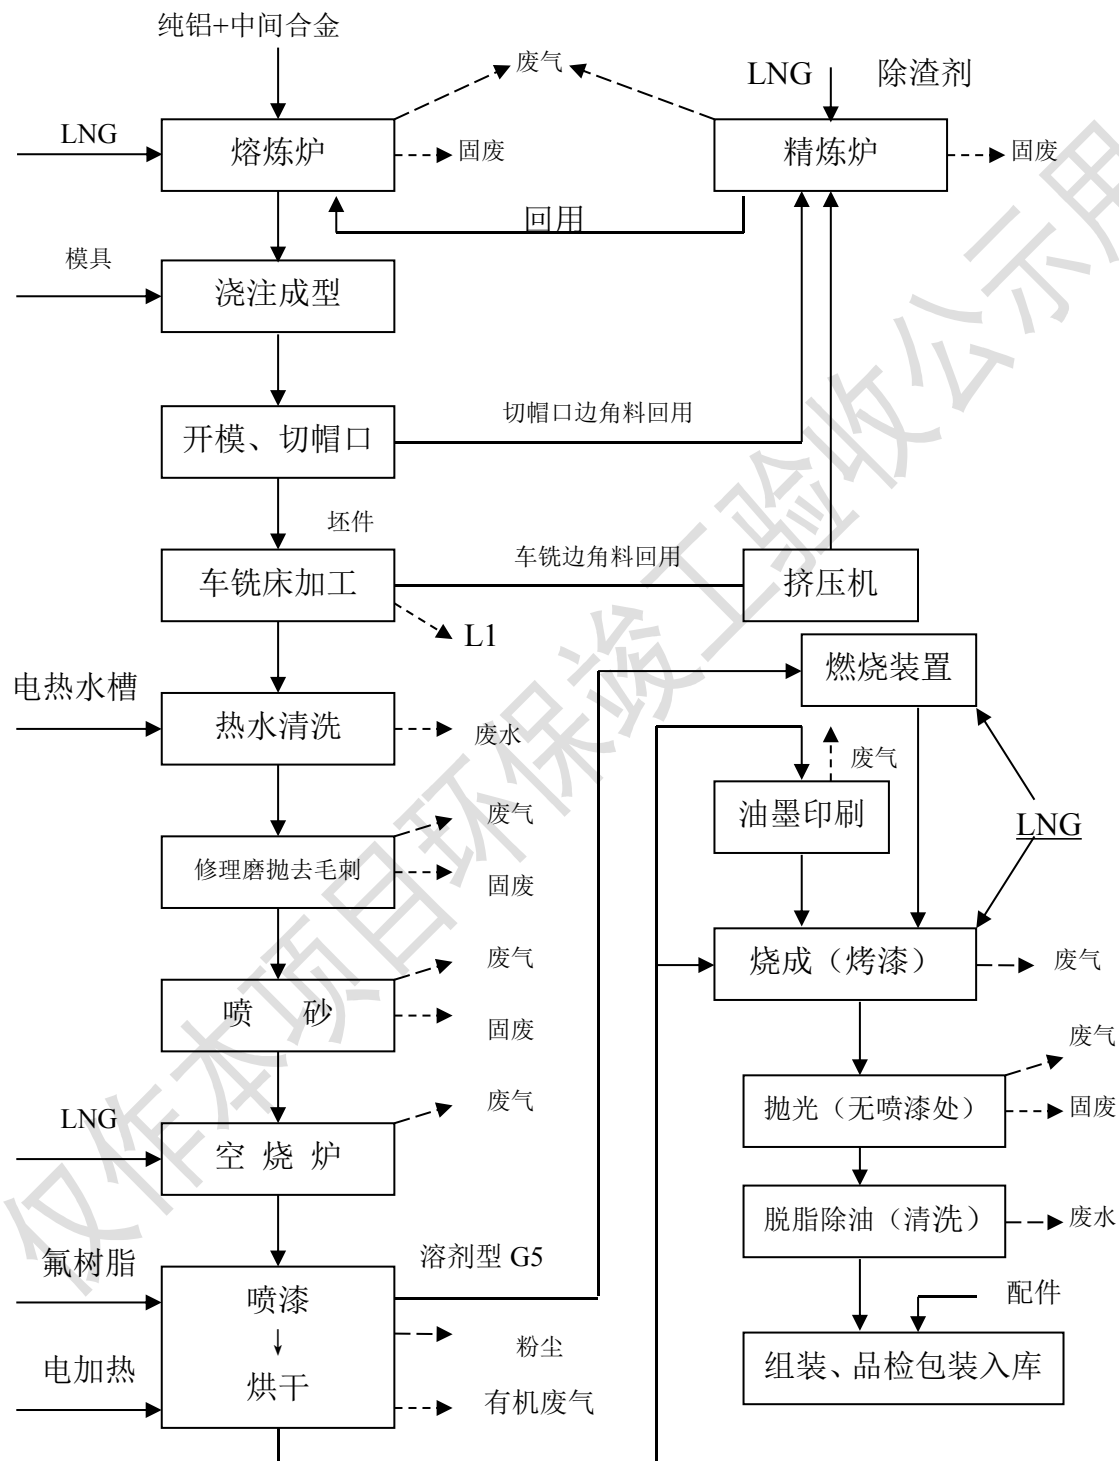 纯铝+中间合金
废气
LNG
除渣剂
LNG
熔炼炉
固废
精炼炉
固废
回用
模具
浇注成型
开模、切帽口
切帽口边角料回用
坯件
车铣床加工
车铣边角料回用
挤压机
L1
燃烧装置
电热水槽
热水清洗
废水
废气
油墨印刷
LNG
废气
修理磨抛去毛刺
固废
废气
烧成（烤漆）
废气
喷 砂
固废
废气
抛光（无喷漆处）
固废
废气
LNG
空 烧 炉
脱脂除油（清洗）
废水
氟树脂
溶剂型 G5
喷漆
配件
粉尘
电加热
烘干
有机废气
组装、品检包装入库
仅作本项目环保竣工验收公示用